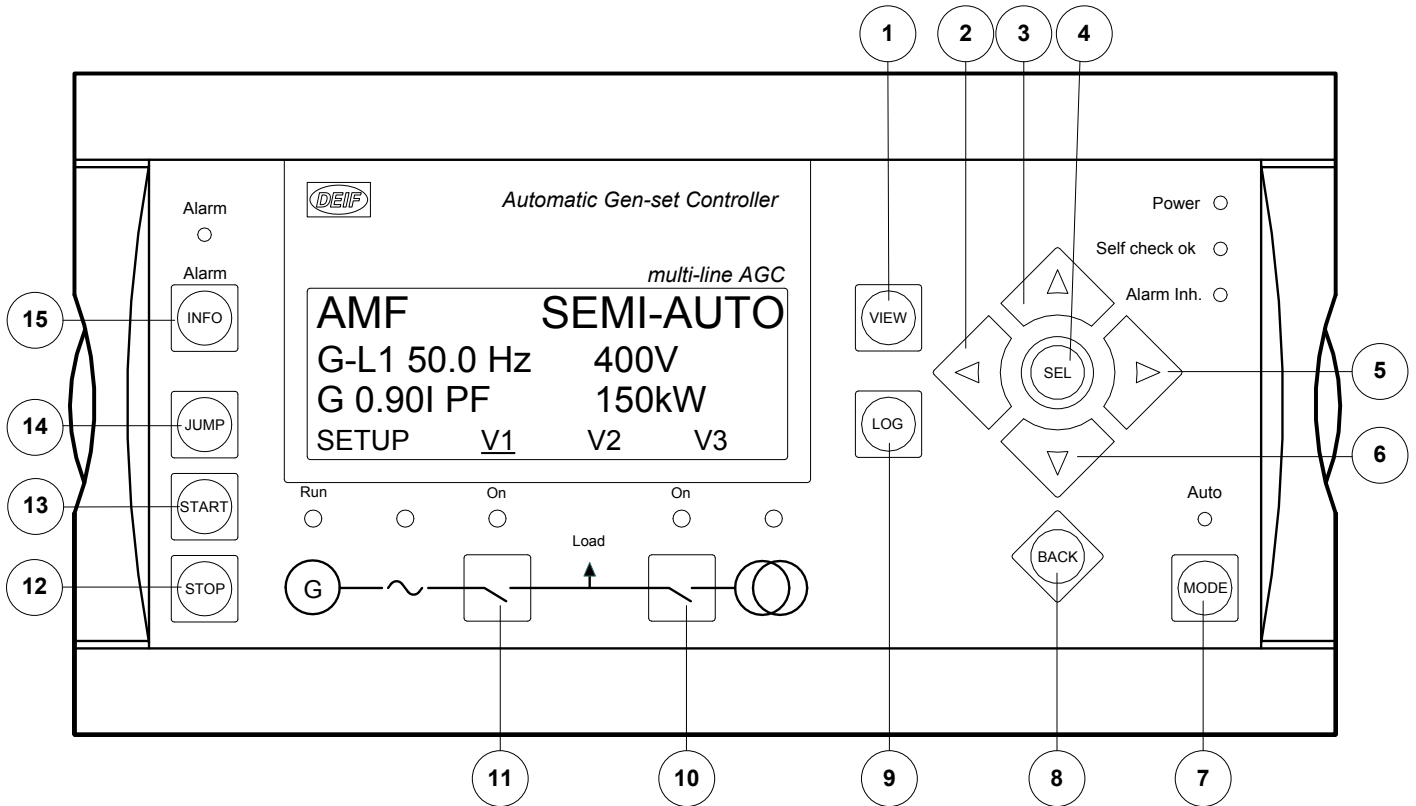 1
2
3
4
DEIF
Automatic Gen-set Controller
Power
Alarm
Self check ok
multi-line AGC
Alarm
Alarm Inh.
15
INFO
AMF SEMI-AUTO
VIEW
G-L1 50.0 Hz 400V
SEL
5
G 0.90I PF 150kW
14
JUMP
LOG
SETUP V1 V2 V3
6
13
START
Run
On
On
Auto
Load
BACK
12
STOP
G
MODE
11
10
9
8
7